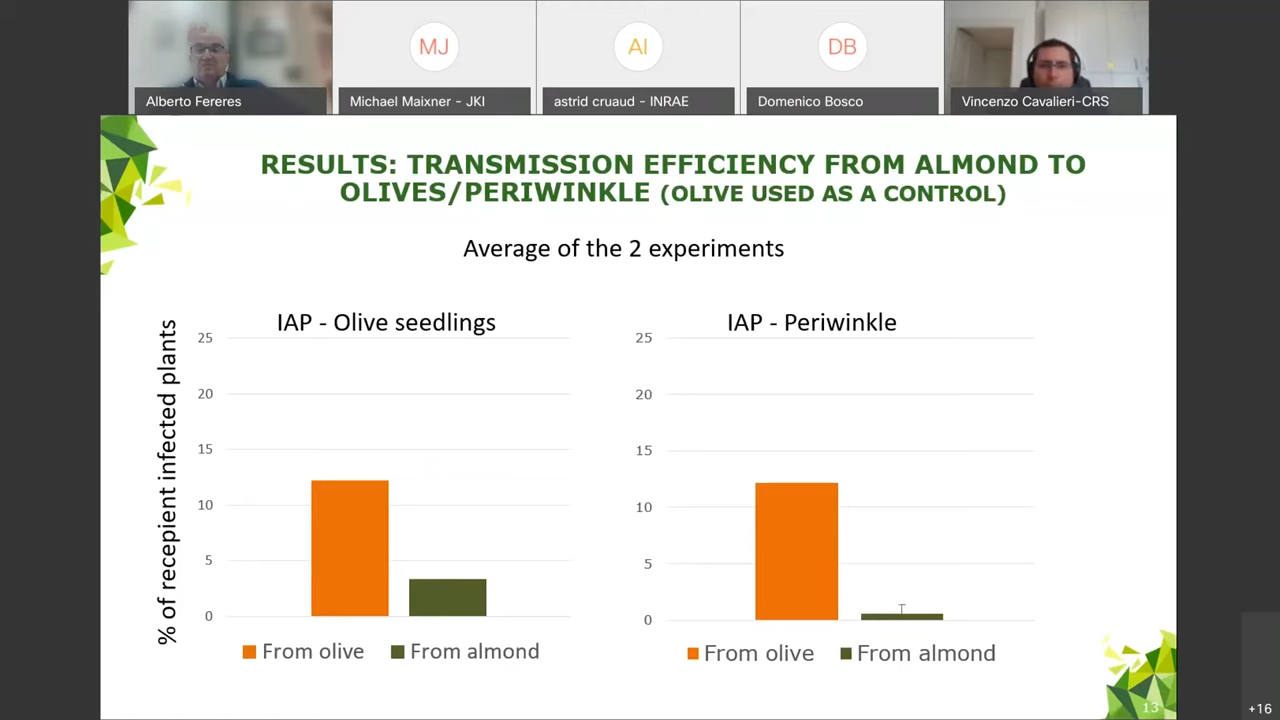 MJ
AI
DB
Alberto Fereres
Michael Maixner - JKI
astrid cruaud - INRAE
Domenico Bosco
Vincenzo Cavalieri-CRS
RESULTS: TRANSMISSION EFFICIENCY FROM ALMOND TO
OLIVES/PERIWINKLE (OLIVE USED AS A CONTROL)
Average of the 2 experiments
% of recepient infected plants
IAP - Olive seedlings
25
20
15
10
5
0
From olive
From almond
IAP - Periwinkle
25
20
15
10
5
0
From olive
From almond
13
+16